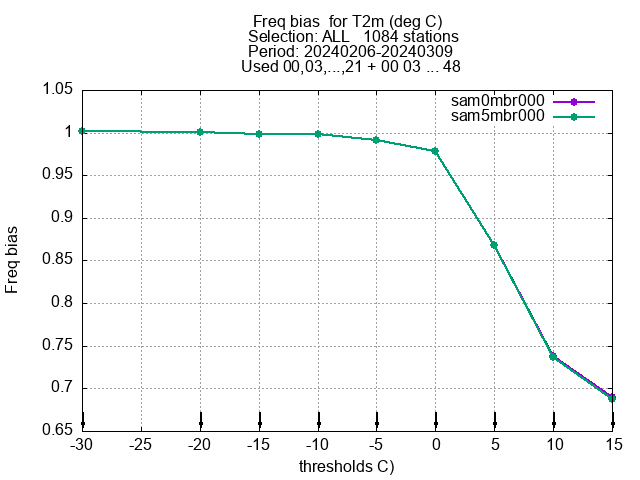 Freq bias  for T2m (deg C)
Selection: ALL   1084 stations
Period: 20240206-20240309
Used 00,03,...,21 + 00 03 ... 48
sam0mbr000
sam5mbr000
1.05
1
0.95
0.9
0.85
0.8
0.75
0.7
0.65
Freq bias
-30 -25 -20 -15 -10 -5 0 5 10 15
thresholds C)